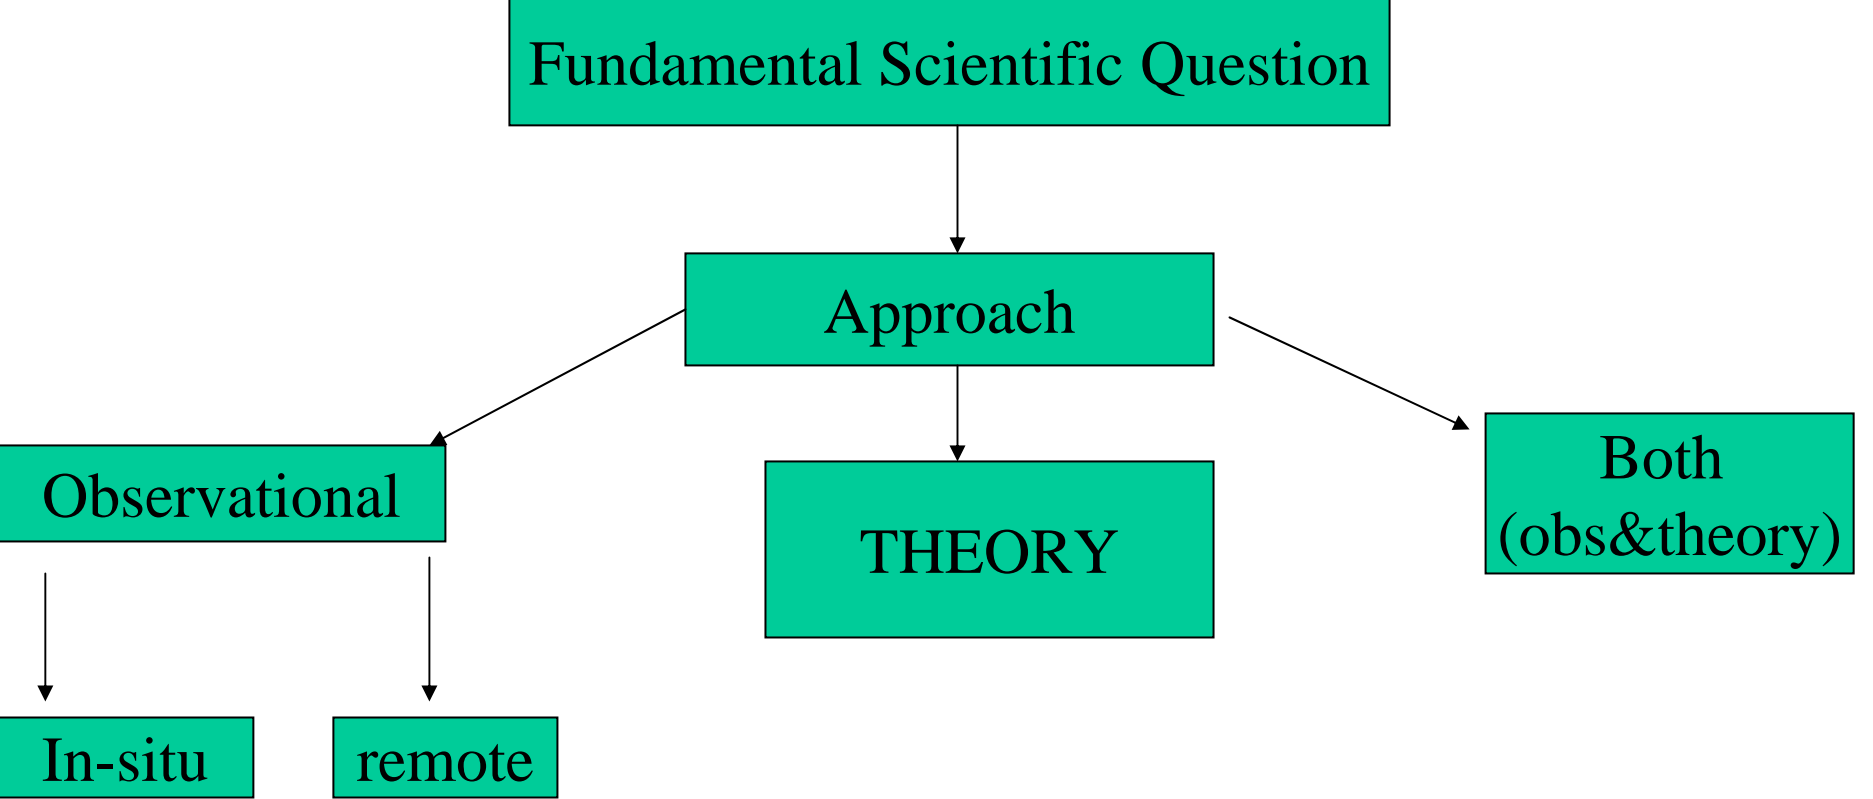 Fundamental Scientific Question
Approach
Observational
THEORY
Both
(obs&theory)
In-situ
remote